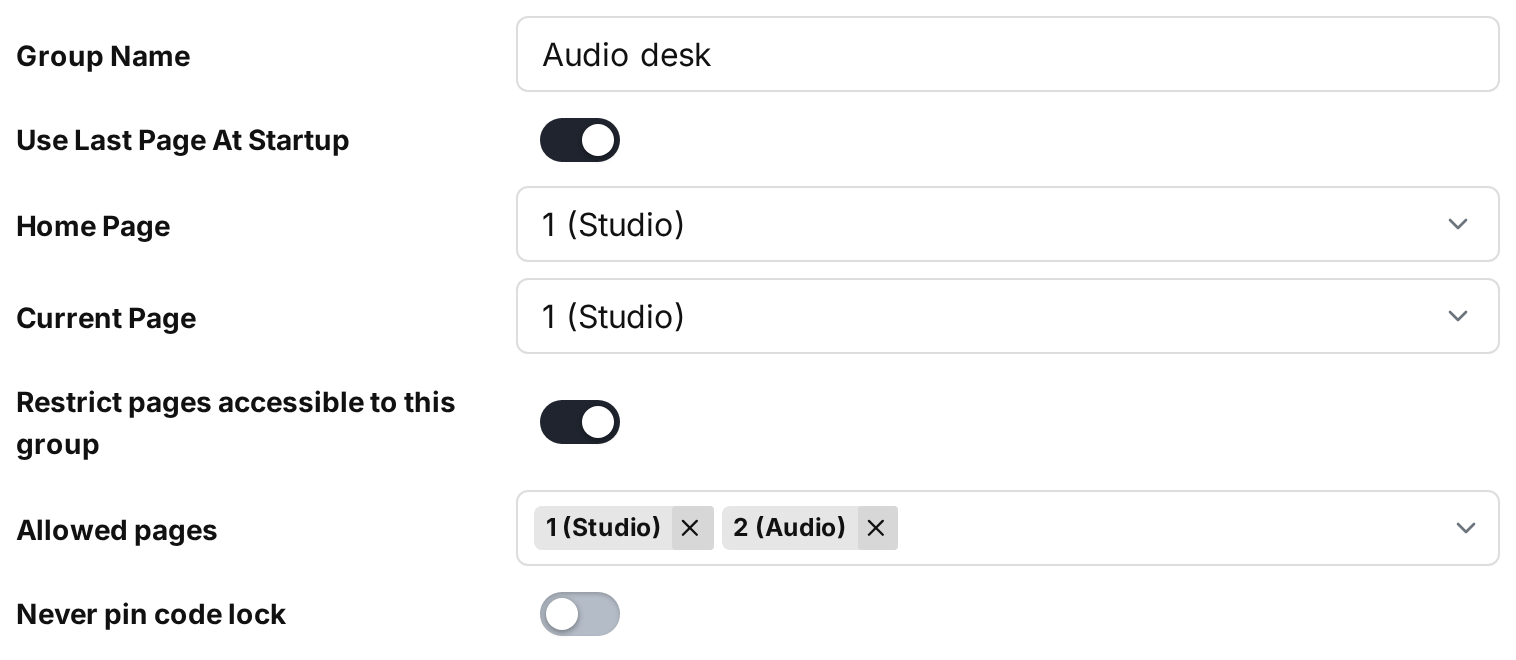 Group Name
Audio desk
Use Last Page At Startup
Home Page
1 (Studio)
Current Page
1 (Studio)
Restrict pages accessible to this
group
Allowed pages
1 (Studio) 2 (Audio)
Never pin code lock